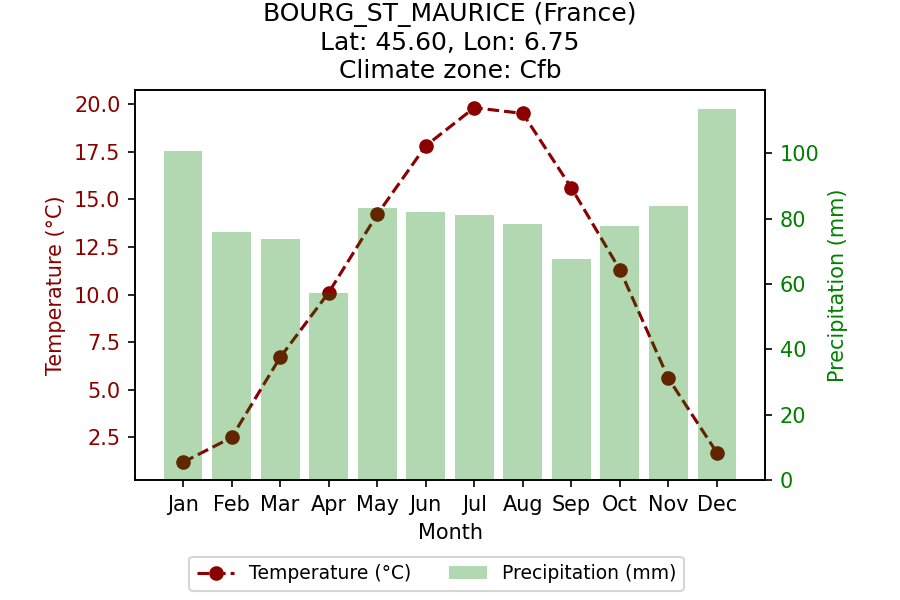 BOURG_ST_MAURICE (France)
Lat: 45.60, Lon: 6.75
Climate zone: Cfb
20.0
17.5
15.0
12.5
10.0
7.5
5.0
2.5
Temperature (°C)
100
80
60
40
20
0
Precipitation (mm)
Jan Feb Mar Apr May Jun Jul Aug Sep Oct Nov Dec
Month
Temperature (°C) Precipitation (mm)